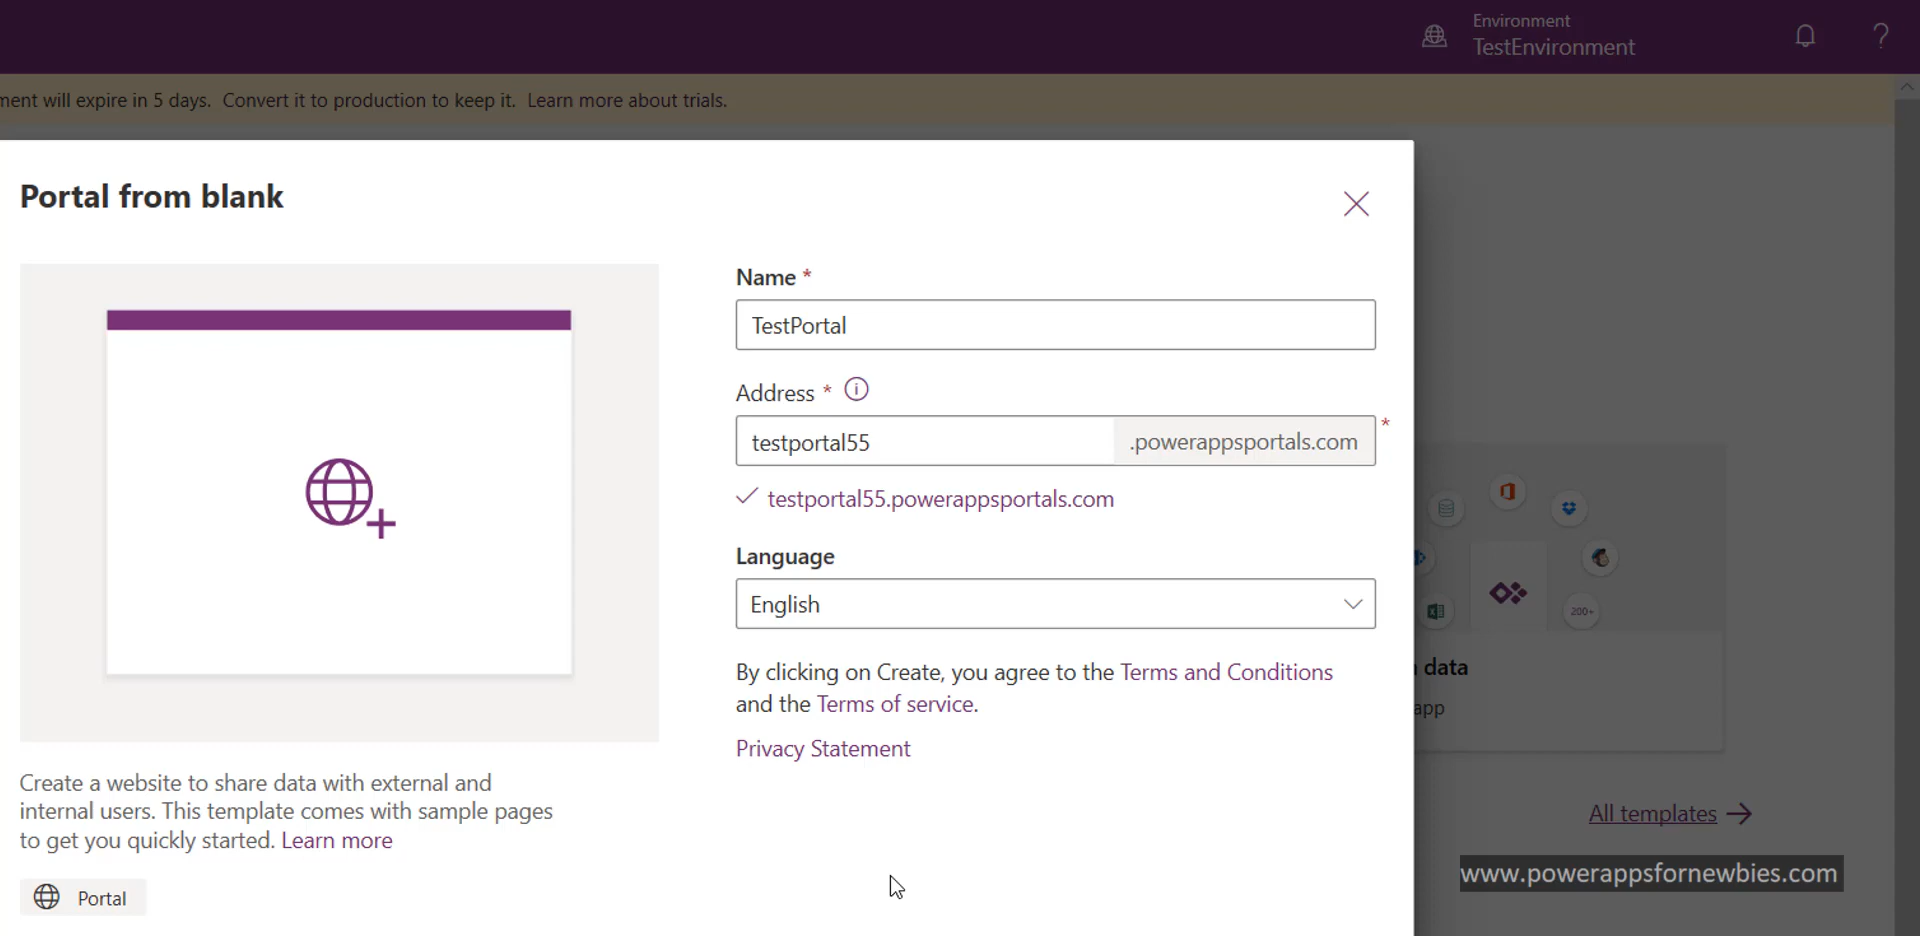 Environment
TestEnvironment
ment will expire in 5 days. Convert it to production to keep it. Learn more about trials.
Portal from blank
Name *
TestPortal
Address *
testportal55 .powerappsportals.com *
testportal55.powerappsportals.com
Language
English
By clicking on Create, you agree to the Terms and Conditions
and the Terms of service.
Privacy Statement
Create a website to share data with external and
internal users. This template comes with sample pages
to get you quickly started. Learn more
Portal
200+
data
app
All templates
www.powerappsfornewbies.com